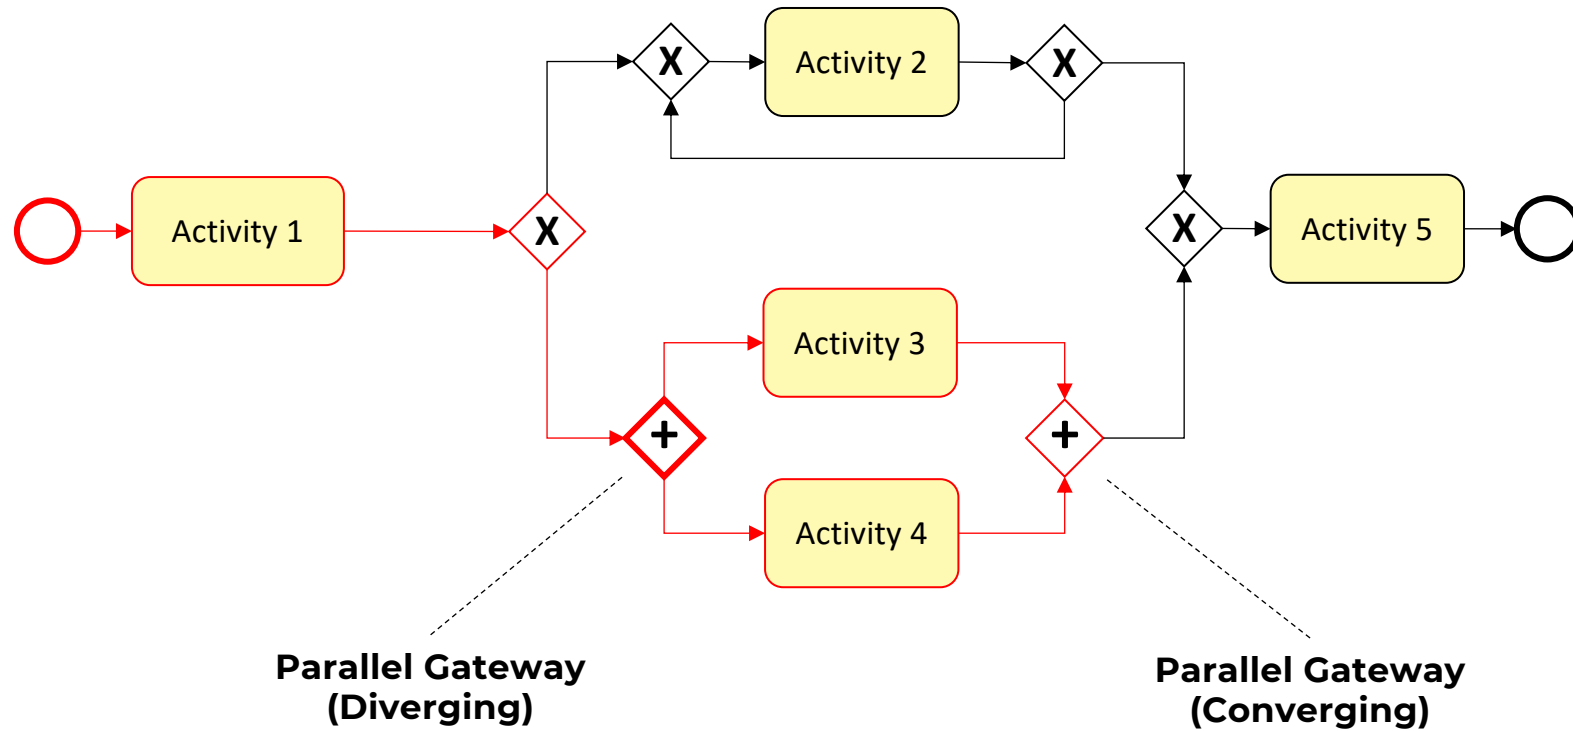 X
Activity 2
X
Activity 1
X
X
Activity 5
Activity 3
+
+
Activity 4
Parallel Gateway
(Diverging)
Parallel Gateway
(Converging)